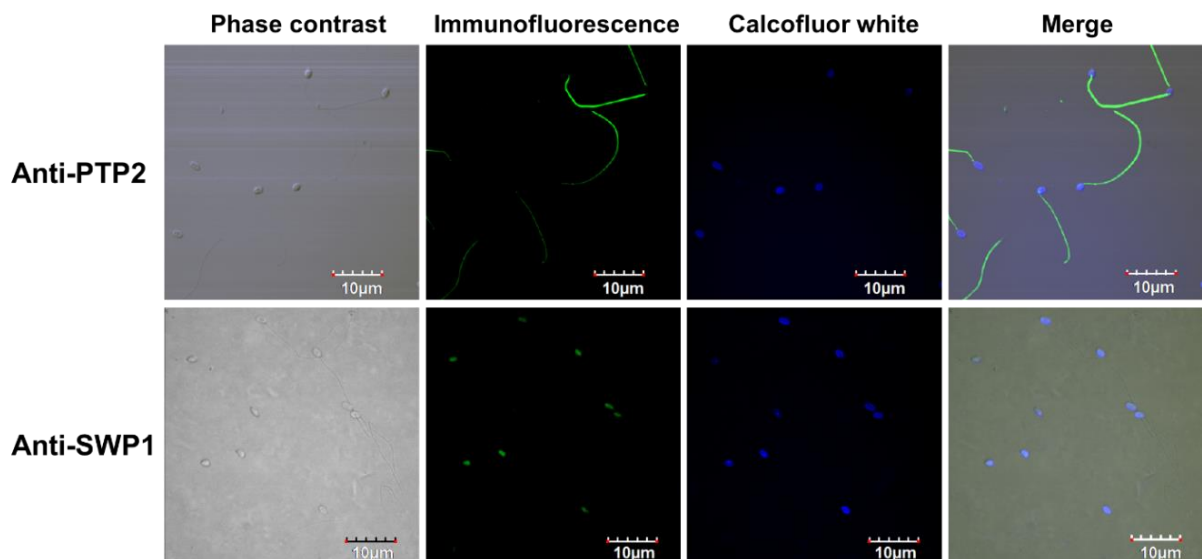 Phase contrast Immunofluorescence Calcofluor white Merge
Anti-PTP2
10μm 10μm 10μm 10μm
Anti-SWP1
10μm 10μm 10μm 10μm